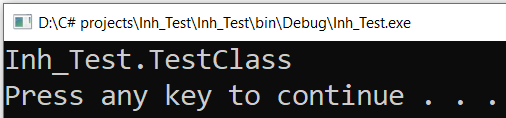 D:\C# projects\Inh_Test\Inh_Test\bin\Debug\Inh_Test.exe
Inh_Test.TestClass
Press any key to continue . . .